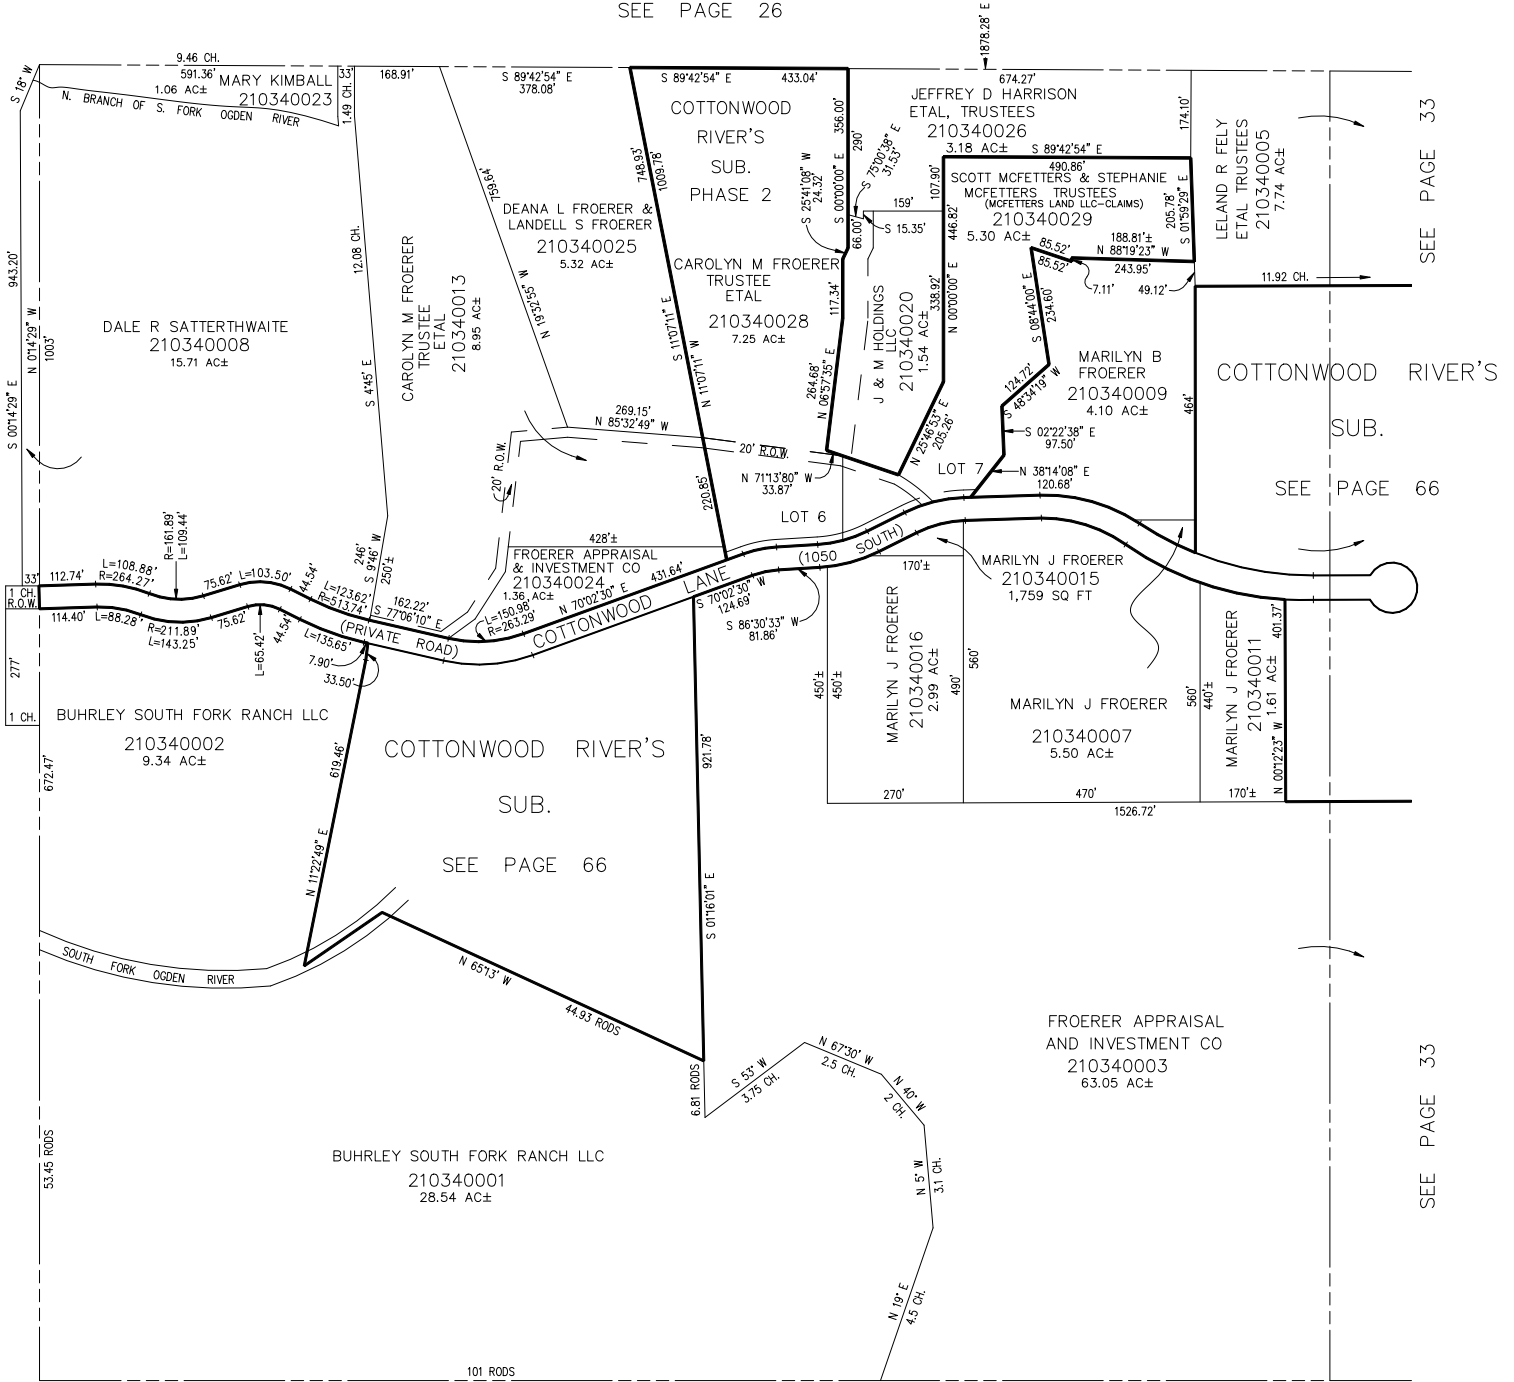 SEE PAGE 26
1878.28' E
9.46 CH.
591.36'
33'
168.91'
S 89°42'54" E
378.08'
S 89°42'54" E
433.04'
674.27'
S 18° W
1.06 AC±
MARY KIMBALL
210340023
N. BRANCH OF S. FORK OGDEN RIVER
1.49 CH.
COTTONWOOD
RIVER'S
SUB.
PHASE 2
356.00'
290'
S 00°00'00" E
S 75°00'38" E
31.53'
S 25°41'08" W
24.32'
JEFFREY D HARRISON
ETAL, TRUSTEES
210340026
3.18 AC±
S 89°42'54" E
490.86'
174.10'
LELAND R FELY
ETAL TRUSTEES
210340005
7.74 AC±
SEE PAGE 33
SCOTT MCFETTERS & STEPHANIE
MCFETTERS TRUSTEES
(MCFETTERS LAND LLC-CLAIMS)
210340029
5.30 AC±
205.78'
S 01°59'29" E
188.81'±
N 88°19'23" W
243.95'
85.52'
85.52'
7.11'
49.12'
11.92 CH.
107.90'
446.82'
159'
S 15.35'
66.00'
943.20'
N 0°14'29" W
1003'
S 00°14'29" E
DALE R SATTERTHWAITE
210340008
15.71 AC±
12.08 CH.
S 4°45' E
CAROLYN M FROERER
TRUSTEE
ETAL
210340013
8.95 AC±
759.64'
N 19°32'55" W
DEANA L FROERER &
LANDELL S FROERER
210340025
5.32 AC±
748.93'
1009.78'
S 11°07'11" E
N 11°07'11" W
CAROLYN M FROERER
TRUSTEE
ETAL
210340028
7.25 AC±
117.34'
264.68'
N 06°57'35" E
J & M HOLDINGS
LLC
210340020
1.54 AC±
338.92'
N 00°00'00" E
N 25°46'53" E
205.26'
S 08°44'00" E
234.60'
124.72'
S 48°34'19" W
S 02°22'38" E
97.50'
N 38°14'08" E
120.68'
MARILYN B
FROERER
210340009
4.10 AC±
464'
COTTONWOOD RIVER'S
SUB.
SEE PAGE 66
269.15'
N 85°32'49" W
20' R.O.W.
20' R.O.W.
N 71°13'80" W
33.87'
220.85'
LOT 7
LOT 6
428'±
FROERER APPRAISAL
& INVESTMENT CO
210340024
1.36 AC±
246'
S 9°46' W
250'±
33'
1 CH.
R.O.W.
112.74'
L=108.88'
R=264.27'
R=161.89'
L=109.44'
75.62'
L=103.50'
44.54'
L=123.62'
R=513.74'
162.22'
S 77°06'10" E
L=150.98'
R=263.29'
N 70°02'30" E
431.64'
114.40'
L=88.28'
R=211.89'
L=143.25'
75.62'
L=65.42'
44.54'
L=135.65'
7.90'
33.50'
(PRIVATE ROAD)
COTTONWOOD LANE
(1050 SOUTH)
S 70°02'30" W
124.69'
S 86°30'33" W
81.86'
170'±
MARILYN J FROERER
210340015
1,759 SQ FT
277'
1 CH.
BUHRLEY SOUTH FORK RANCH LLC
210340002
9.34 AC±
672.47'
619.46'
N 11°22'49" E
COTTONWOOD RIVER'S
SUB.
SEE PAGE 66
921.78'
S 01°16'01" E
450'±
450'±
MARILYN J FROERER
210340016
2.99 AC±
490'
560'
270'
MARILYN J FROERER
210340007
5.50 AC±
470'
560'
440'±
MARILYN J FROERER
210340011
1.61 AC±
401.37'
N 00°12'23" W
170'±
1526.72'
SOUTH FORK OGDEN RIVER
N 65°13' W
44.93 RODS
6.81 RODS
S 53° W
3.75 CH.
N 67°30' W
2.5 CH.
N 40° W
2 CH.
N 5° W
3.1 CH.
N 19° E
4.5 CH.
FROERER APPRAISAL
AND INVESTMENT CO
210340003
63.05 AC±
SEE PAGE 33
53.45 RODS
BUHRLEY SOUTH FORK RANCH LLC
210340001
28.54 AC±
101 RODS